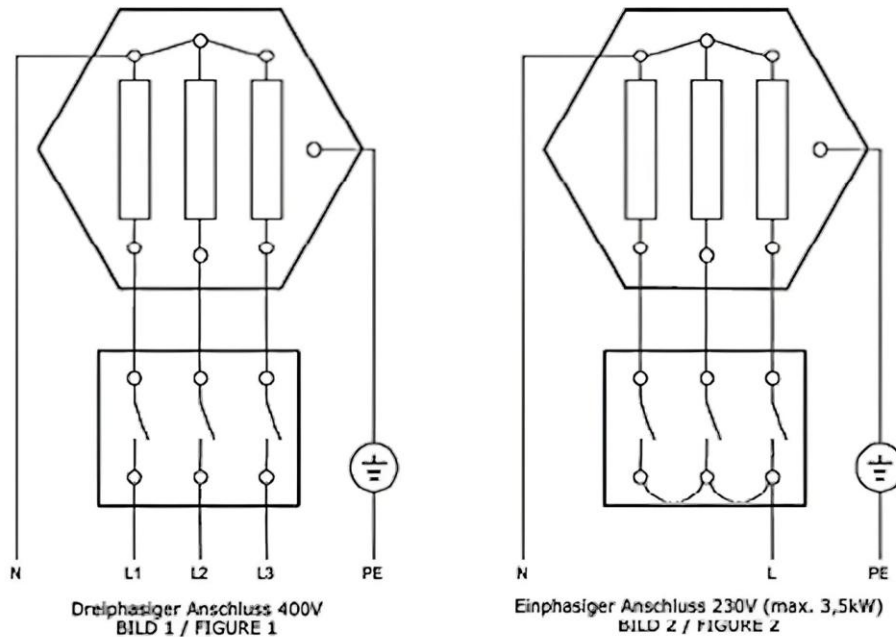 N L1 L2 L3 PE
Dreiphasiger Anschluss 400V
BILD 1 / FIGURE 1
N L PE
Einphasiger Anschluss 230V (max. 3,5kW)
BILD 2 / FIGURE 2